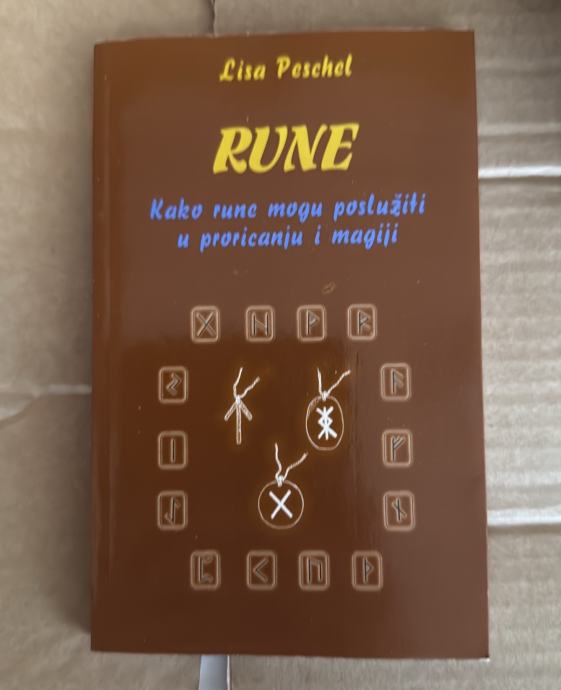 Lisa Peschel
RUNE
Kako rune mogu poslužiti
u proricanju i magiji